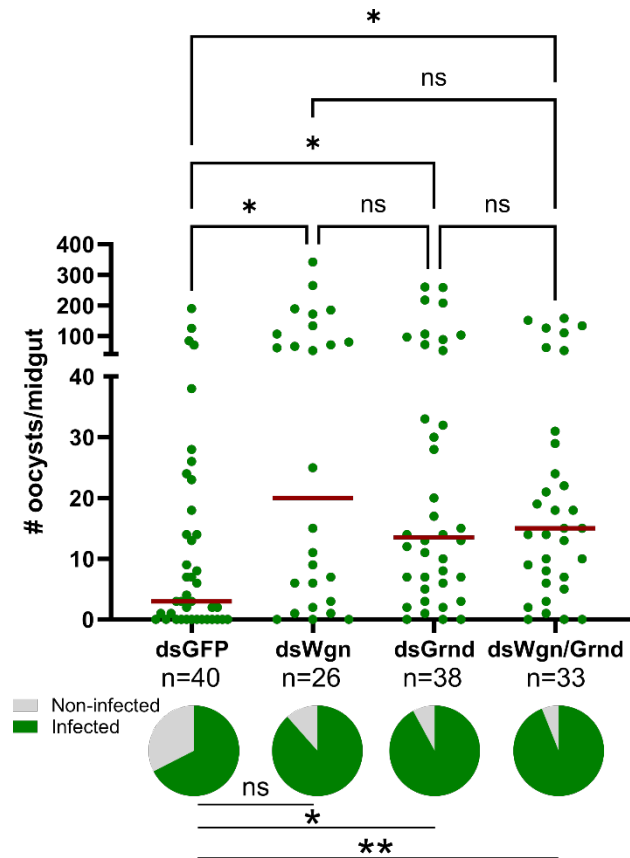 *
ns
*
* ns ns
400
300
200
100
40
30
20
10
0
# oocysts/midgut
dsGFP dsWgn dsGrnd dsWgn/Grnd
n=40 n=26 n=38 n=33
Non-infected
Infected
ns
*
**